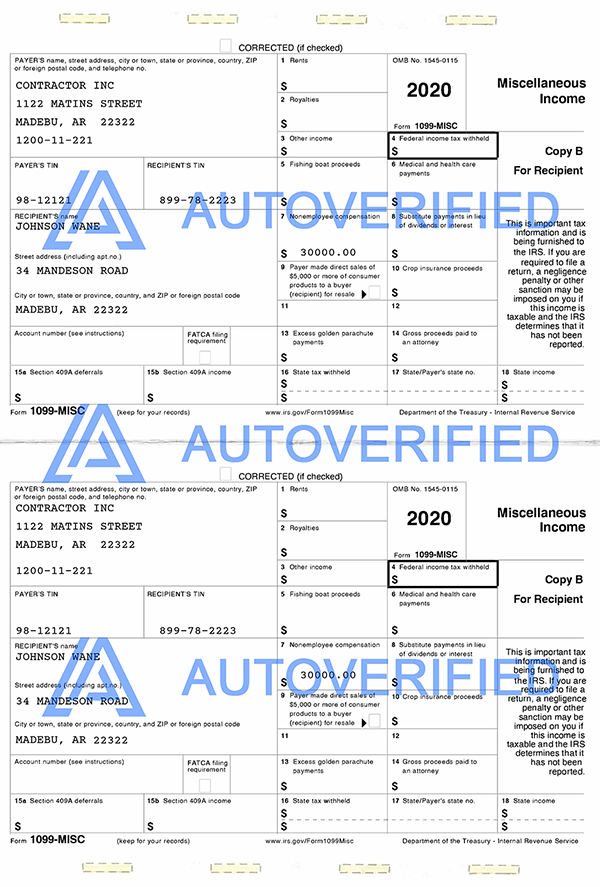 CORRECTED (if checked)
PAYER'S name, street address, city or town, state or province, country, ZIP
or foreign postal code, and telephone no.
CONTRACTOR INC
1122 MATINS STREET
MADEBU, AR 22322
1200-11-221
1 Rents
$
2 Royalties
$
OMB No. 1545-0115
2020
Form 1099-MISC
Miscellaneous
Income
3 Other income
$
4 Federal income tax withheld
$
Copy B
For Recipient
PAYER'S TIN
98-12121
RECIPIENT'S TIN
899-78-2223
5 Fishing boat proceeds
$
6 Medical and health care
payments
$
AUTOVERIFIED
RECIPIENT'S name
JOHNSON WANE
Street address (including apt.no.)
34 MANDESON ROAD
City or town, state or province, country, and ZIP or foreign postal code
MADEBU, AR 22322
7 Nonemployee compensation
$ 30000.00
8 Substitute payments in lieu
of dividends or interest
$
9 Payer made direct sales of
$5,000 or more of consumer
products to a buyer
(recipient) for resale
10 Crop insurance proceeds
$
11
12
This is important tax
information and is
being furnished to
the IRS. If you are
required to file a
return, a negligence
penalty or other
sanction may be
imposed on you if
this income is
taxable and the IRS
determines that it
has not been
reported.
Account number (see instructions)
FATCA filing
requirement
13 Excess golden parachute
payments
$
14 Gross proceeds paid to
an attorney
$
15a Section 409A deferrals
$
15b Section 409A income
$
16 State tax withheld
$
$
17 State/Payer's state no.
18 State income
$
$
Form 1099-MISC
(keep for your records)
www.irs.gov/Form1099Misc
Department of the Treasury - Internal Revenue Service
AUTOVERIFIED
CORRECTED (if checked)
PAYER'S name, street address, city or town, state or province, country, ZIP
or foreign postal code, and telephone no.
CONTRACTOR INC
1122 MATINS STREET
MADEBU, AR 22322
1200-11-221
1 Rents
$
2 Royalties
$
OMB No. 1545-0115
2020
Form 1099-MISC
Miscellaneous
Income
3 Other income
$
4 Federal income tax withheld
$
Copy B
For Recipient
PAYER'S TIN
98-12121
RECIPIENT'S TIN
899-78-2223
5 Fishing boat proceeds
$
6 Medical and health care
payments
$
RECIPIENT'S name
JOHNSON WANE
Street address (including apt.no.)
34 MANDESON ROAD
City or town, state or province, country, and ZIP or foreign postal code
MADEBU, AR 22322
7 Nonemployee compensation
$ 30000.00
8 Substitute payments in lieu
of dividends or interest
$
AUTOVERIFIED
9 Payer made direct sales of
$5,000 or more of consumer
products to a buyer
(recipient) for resale
10 Crop insurance proceeds
$
11
12
This is important tax
information and is
being furnished to
the IRS. If you are
required to file a
return, a negligence
penalty or other
sanction may be
imposed on you if
this income is
taxable and the IRS
determines that it
has not been
reported.
Account number (see instructions)
FATCA filing
requirement
13 Excess golden parachute
payments
$
14 Gross proceeds paid to
an attorney
$
15a Section 409A deferrals
$
15b Section 409A income
$
16 State tax withheld
$
$
17 State/Payer's state no.
18 State income
$
$
Form 1099-MISC
(keep for your records)
www.irs.gov/Form1099Misc
Department of the Treasury - Internal Revenue Service